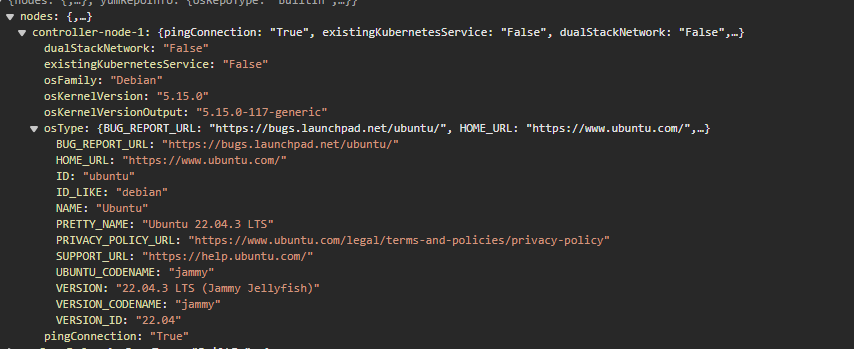 {nodes: {,…}, yumRepoInfo: {osRepoType: "builtin",…}}
nodes: {,…}
controller-node-1: {pingConnection: "True", existingKubernetesService: "False", dualStackNetwork: "False",…}
dualStackNetwork: "False"
existingKubernetesService: "False"
osFamily: "Debian"
osKernelVersion: "5.15.0"
osKernelVersionOutput: "5.15.0-117-generic"
osType: {BUG_REPORT_URL: "https://bugs.launchpad.net/ubuntu/", HOME_URL: "https://www.ubuntu.com/",…}
BUG_REPORT_URL: "https://bugs.launchpad.net/ubuntu/"
HOME_URL: "https://www.ubuntu.com/"
ID: "ubuntu"
ID_LIKE: "debian"
NAME: "Ubuntu"
PRETTY_NAME: "Ubuntu 22.04.3 LTS"
PRIVACY_POLICY_URL: "https://www.ubuntu.com/legal/terms-and-policies/privacy-policy"
SUPPORT_URL: "https://help.ubuntu.com/"
UBUNTU_CODENAME: "jammy"
VERSION: "22.04.3 LTS (Jammy Jellyfish)"
VERSION_CODENAME: "jammy"
VERSION_ID: "22.04"
pingConnection: "True"